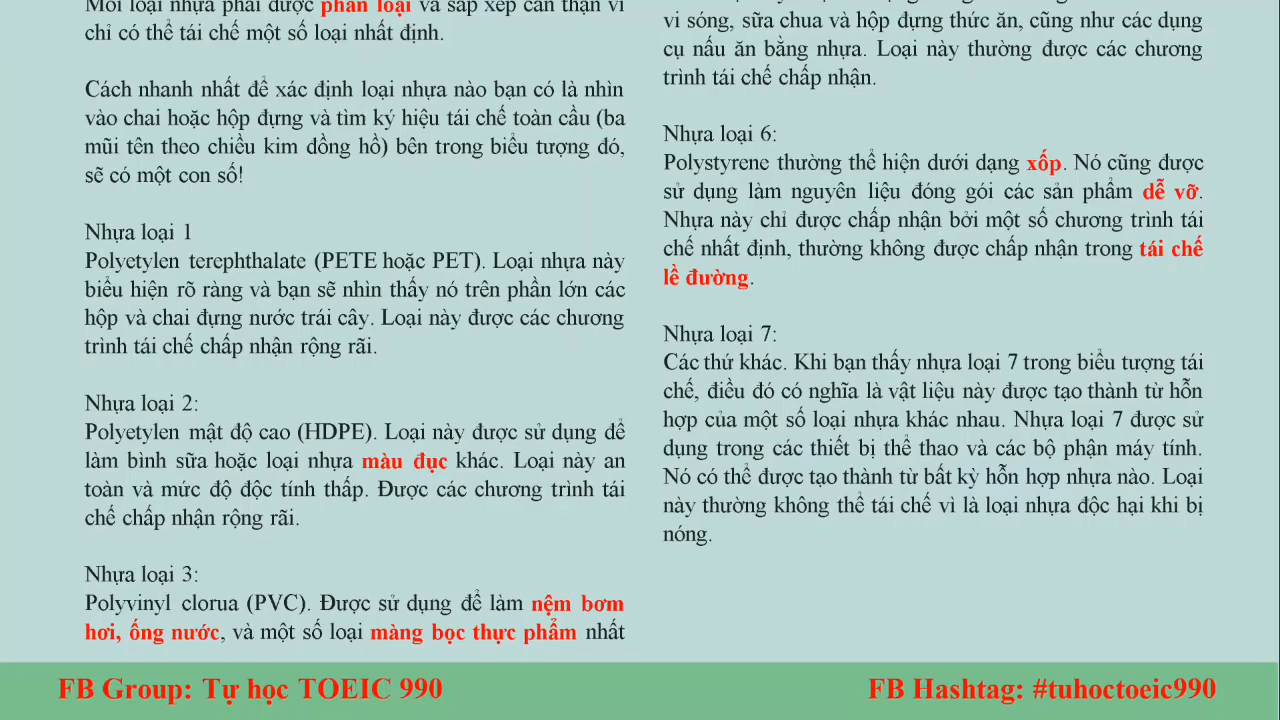 Mỗi loại nhựa phải được phân loại và sắp xếp cẩn thận vì
chỉ có thể tái chế một số loại nhất định.
Cách nhanh nhất để xác định loại nhựa nào bạn có là nhìn
vào chai hoặc hộp đựng và tìm ký hiệu tái chế toàn cầu (ba
mũi tên theo chiều kim đồng hồ) bên trong biểu tượng đó,
sẽ có một con số!
Nhựa loại 1
Polyetylen terephthalate (PETE hoặc PET). Loại nhựa này
biểu hiện rõ ràng và bạn sẽ nhìn thấy nó trên phần lớn các
hộp và chai đựng nước trái cây. Loại này được các chương
trình tái chế chấp nhận rộng rãi.
Nhựa loại 2:
Polyetylen mật độ cao (HDPE). Loại này được sử dụng để
làm bình sữa hoặc loại nhựa màu đục khác. Loại này an
toàn và mức độ độc tính thấp. Được các chương trình tái
chế chấp nhận rộng rãi.
Nhựa loại 3:
Polyvinyl clorua (PVC). Được sử dụng để làm nệm bơm
hơi, ống nước, và một số loại màng bọc thực phẩm nhất
vi sóng, sữa chua và hộp đựng thức ăn, cũng như các dụng
cụ nấu ăn bằng nhựa. Loại này thường được các chương
trình tái chế chấp nhận.
Nhựa loại 6:
Polystyrene thường thể hiện dưới dạng xốp. Nó cũng được
sử dụng làm nguyên liệu đóng gói các sản phẩm dễ vỡ.
Nhựa này chỉ được chấp nhận bởi một số chương trình tái
chế nhất định, thường không được chấp nhận trong tái chế
lề đường.
Nhựa loại 7:
Các thứ khác. Khi bạn thấy nhựa loại 7 trong biểu tượng tái
chế, điều đó có nghĩa là vật liệu này được tạo thành từ hỗn
hợp của một số loại nhựa khác nhau. Nhựa loại 7 được sử
dụng trong các thiết bị thể thao và các bộ phận máy tính.
Nó có thể được tạo thành từ bất kỳ hỗn hợp nhựa nào. Loại
này thường không thể tái chế vì là loại nhựa độc hại khi bị
nóng.
FB Group: Tự học TOEIC 990
FB Hashtag: #tuhoctoeic990